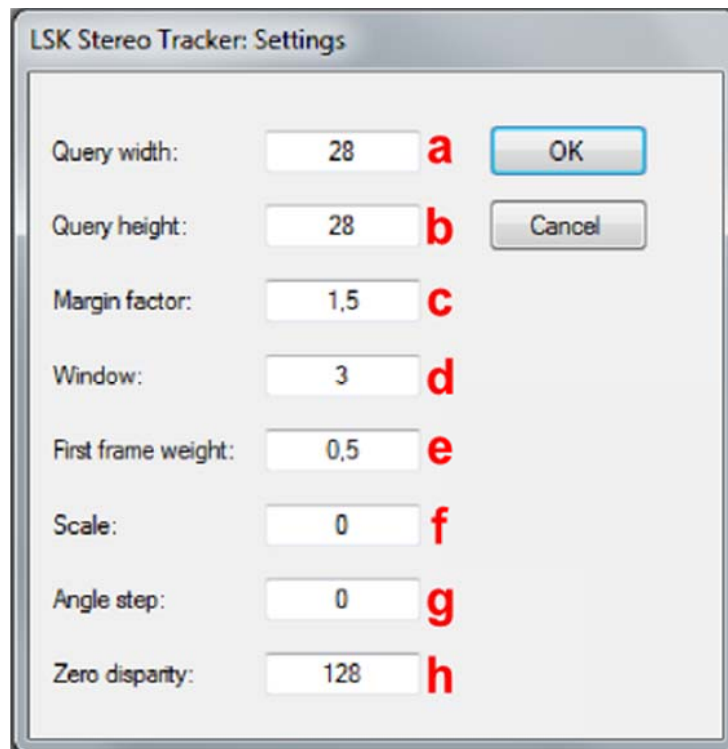 LSK Stereo Tracker: Settings
Query width: 28 a OK
Query height: 28 b Cancel
Margin factor: 1,5 c
Window: 3 d
First frame weight: 0,5 e
Scale: 0 f
Angle step: 0 g
Zero disparity: 128 h